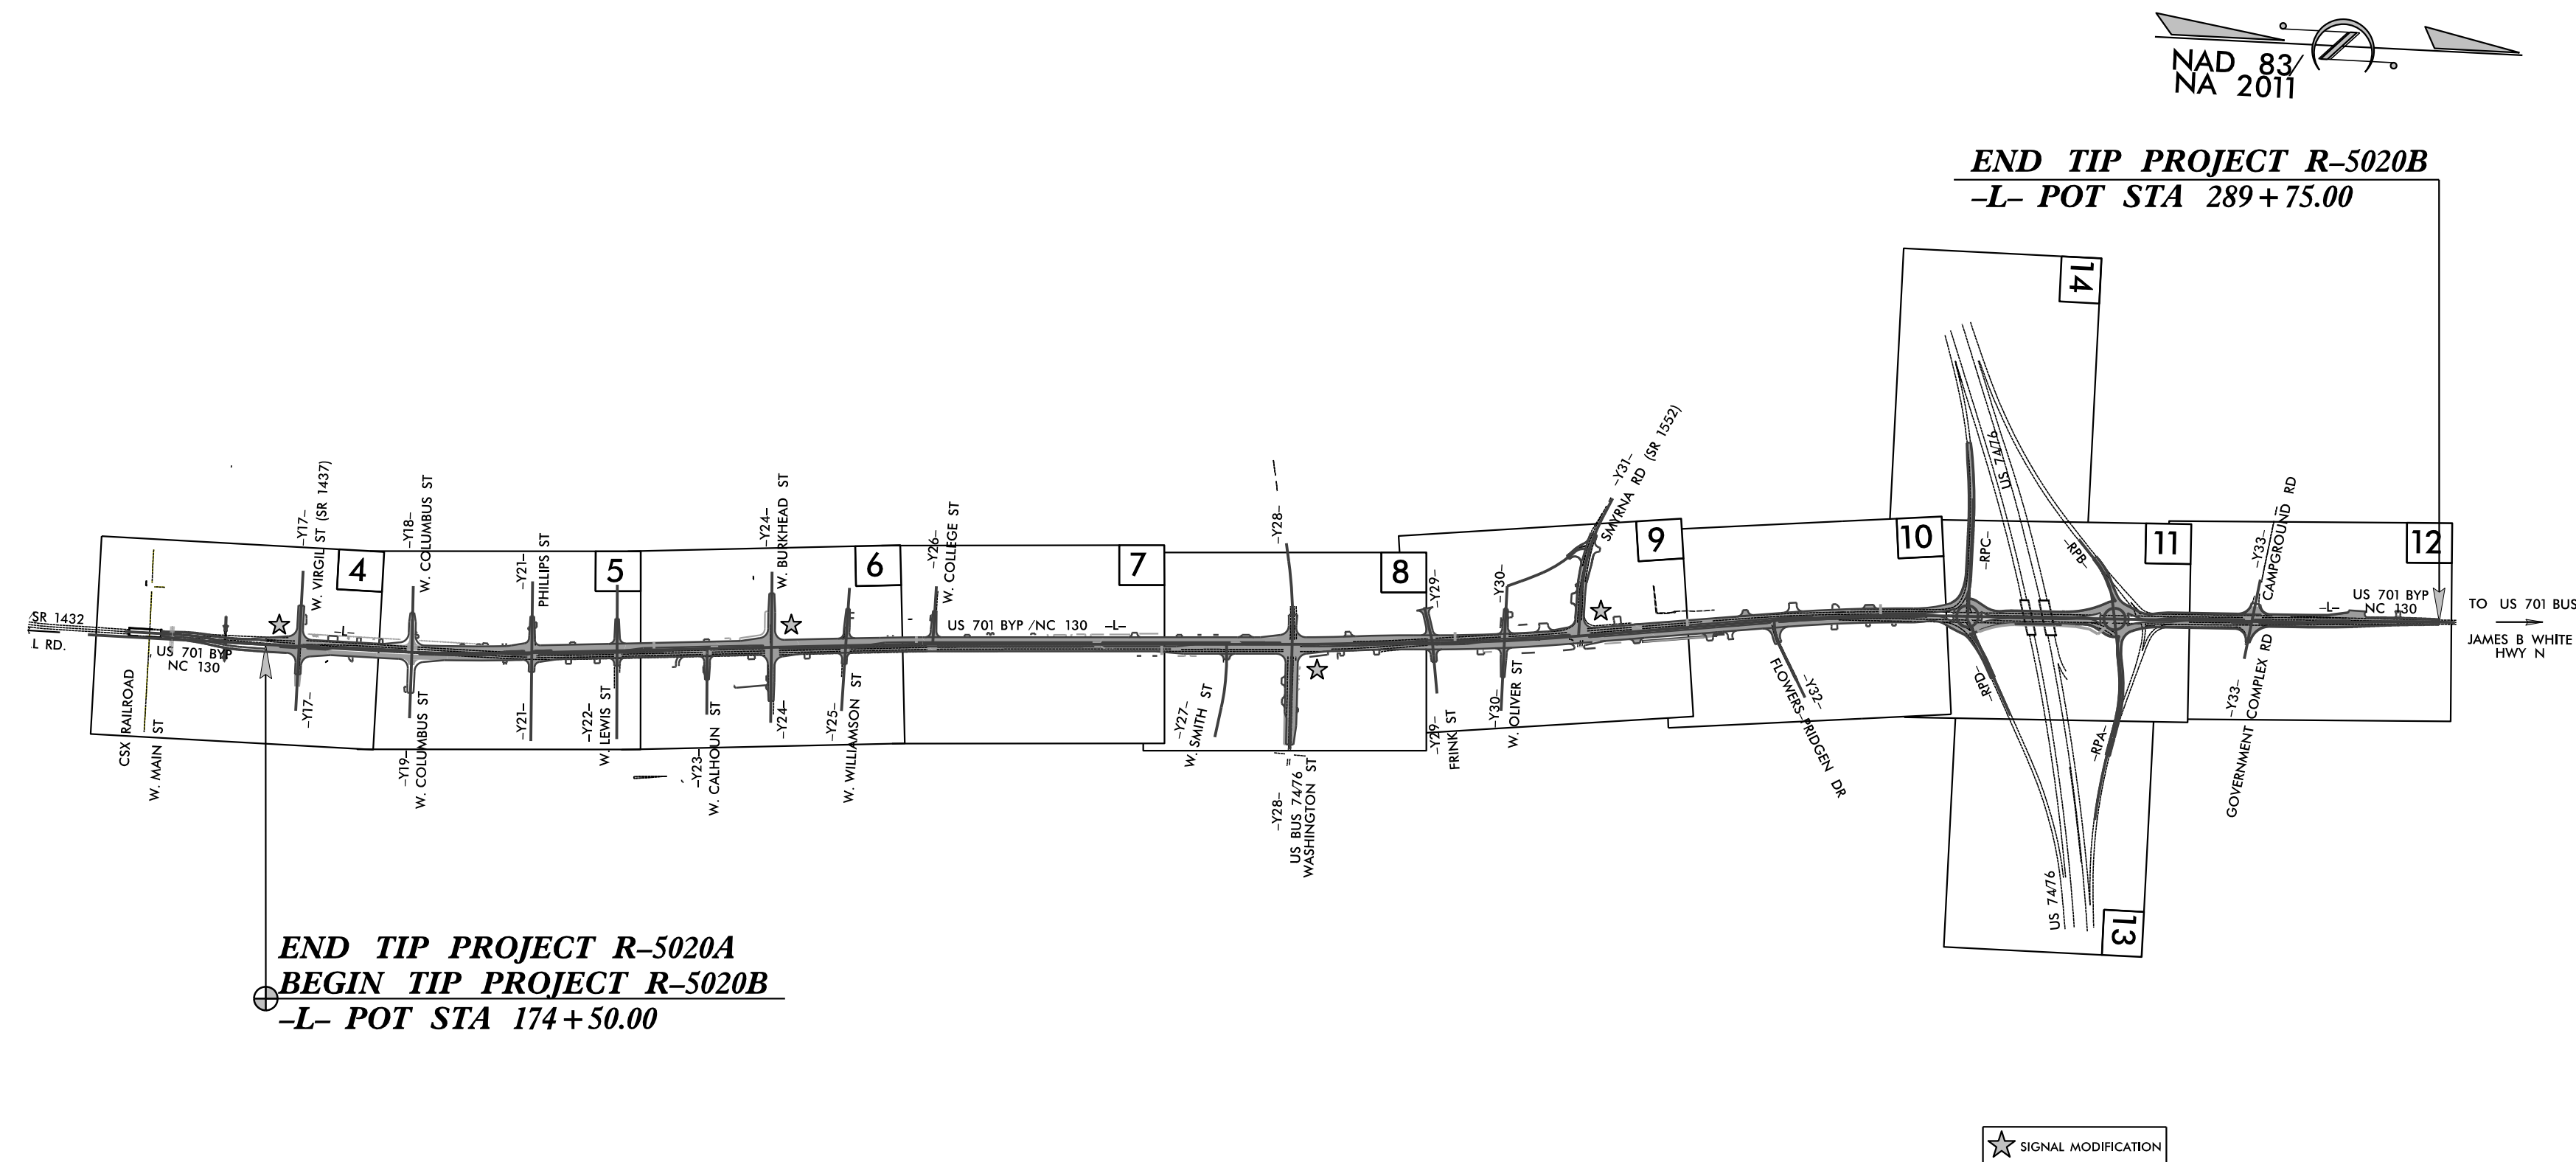 NAD 83/
NA 2011
END TIP PROJECT R–5020B
–L– POT STA 289+75.00
14
–Y31–
SMYRNA RD (SR 1552)
US 74/76
–Y17–
W. VIRGIL ST (SR 1437)
–Y18–
W. COLUMBUS ST
–Y21–
PHILLIPS ST
–Y24–
W. BURKHEAD ST
–Y26–
W. COLLEGE ST
–Y28–
–Y29–
–Y30–
–RPC–
–RPB–
–Y33–
CAMPGROUND RD
4
5
6
7
8
9
10
11
12
SR 1432
L RD.
US 701 BYP
NC 130
–L–
US 701 BYP /NC 130 –L–
–L–
US 701 BYP
NC 130
TO US 701 BUS
JAMES B WHITE
HWY N
CSX RAILROAD
W. MAIN ST
–Y17–
–Y19–
W. COLUMBUS ST
–Y21–
–Y22–
W. LEWIS ST
–Y23–
W. CALHOUN ST
–Y24–
–Y25–
W. WILLIAMSON ST
–Y27–
W. SMITH ST
–Y28–
US BUS 74/76
WASHINGTON ST
–Y29–
FRINK ST
–Y30–
W. OLIVER ST
–Y32–
FLOWERS–PRIDGEN DR
–RPD–
–RPA–
–Y33–
GOVERNMENT COMPLEX RD
US 74/76
13
END TIP PROJECT R–5020A
BEGIN TIP PROJECT R–5020B
–L– POT STA 174+50.00
SIGNAL MODIFICATION